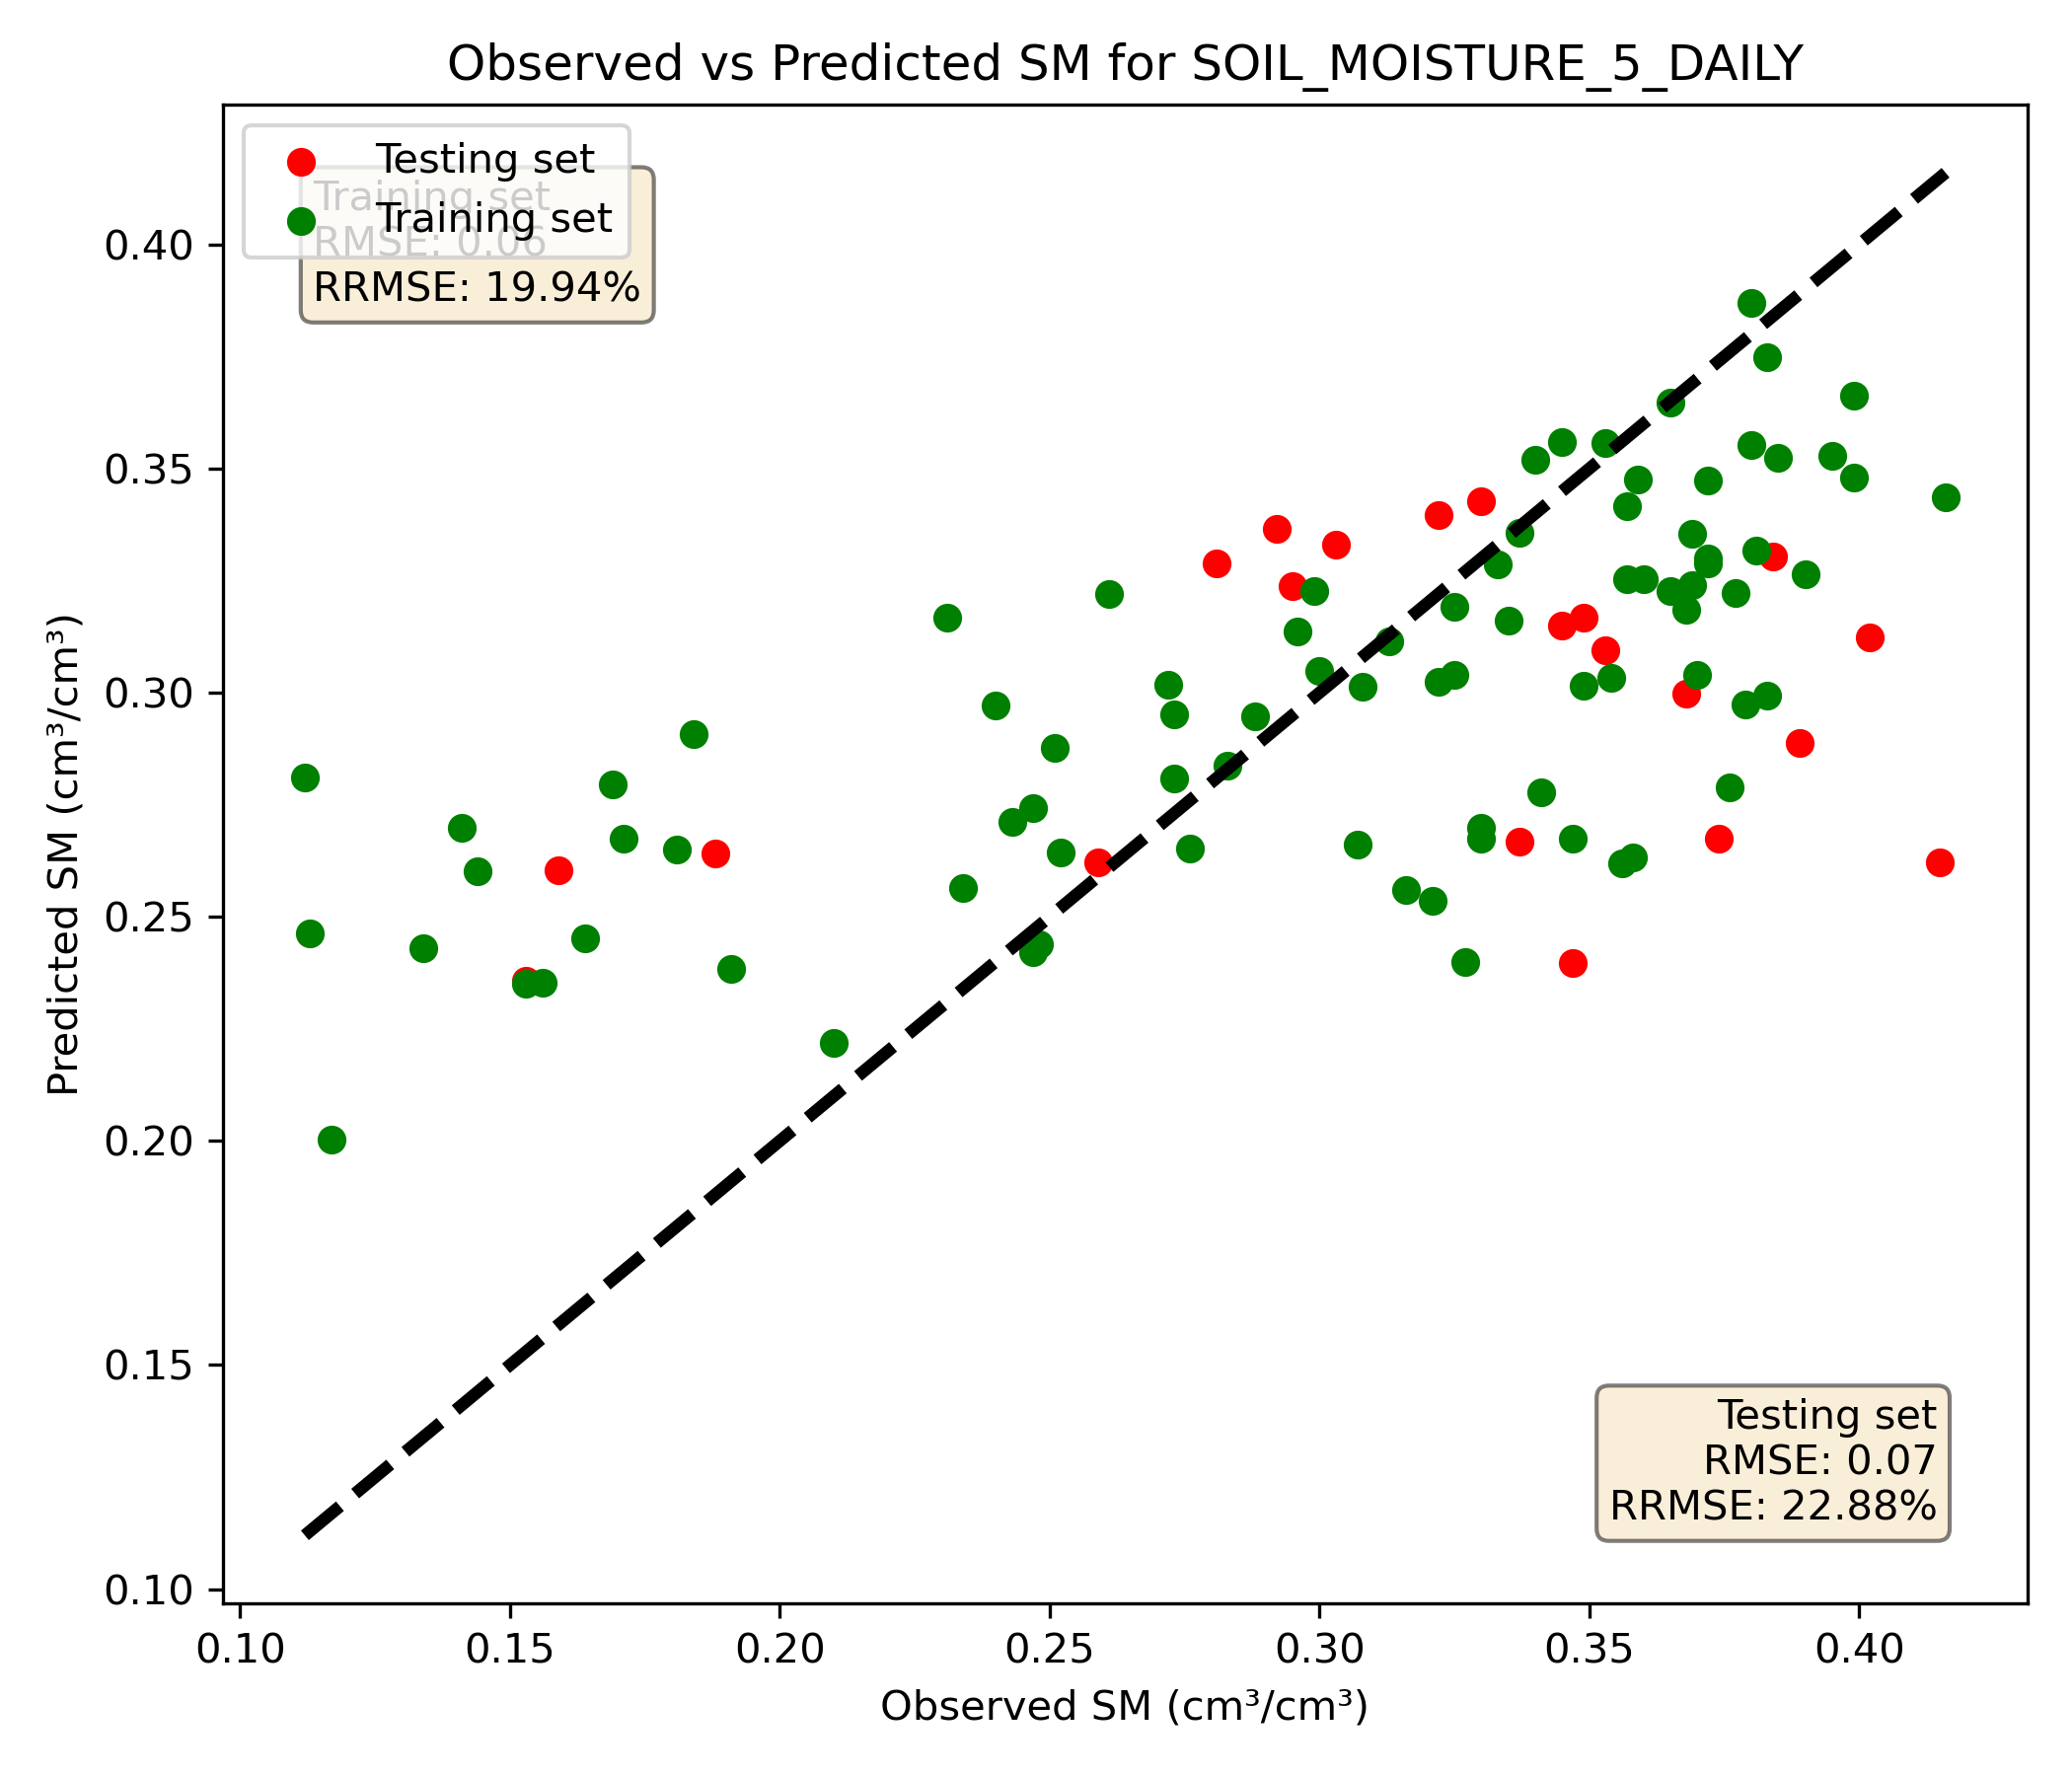 Observed vs Predicted SM for SOIL_MOISTURE_5_DAILY
Testing set
Training set
Training set
RMSE: 0.06
RRMSE: 19.94%
0.40
0.35
0.30
0.25
0.20
0.15
0.10
Predicted SM (cm³/cm³)
Testing set
RMSE: 0.07
RRMSE: 22.88%
0.10 0.15 0.20 0.25 0.30 0.35 0.40
Observed SM (cm³/cm³)